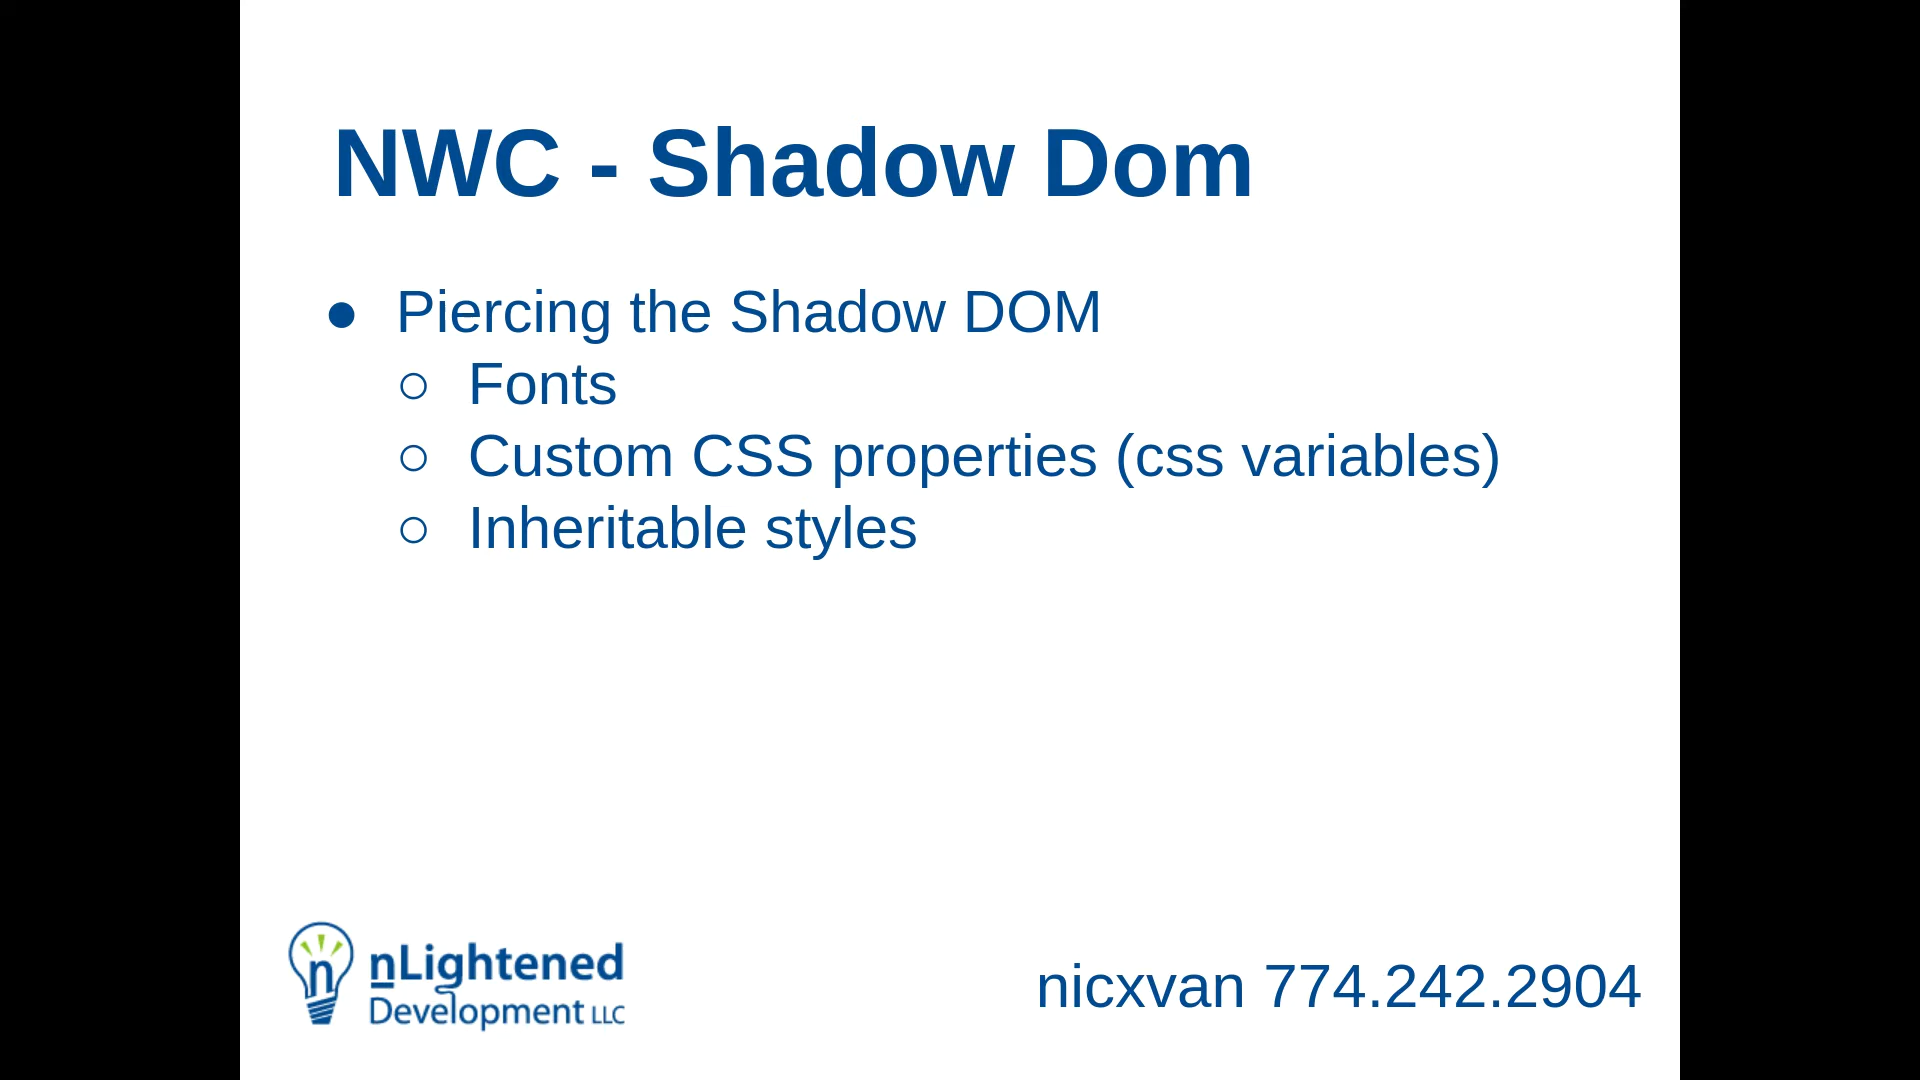 NWC - Shadow Dom
● Piercing the Shadow DOM
○ Fonts
○ Custom CSS properties (css variables)
○ Inheritable styles
n
nLightened
Development LLC
nicxvan 774.242.2904